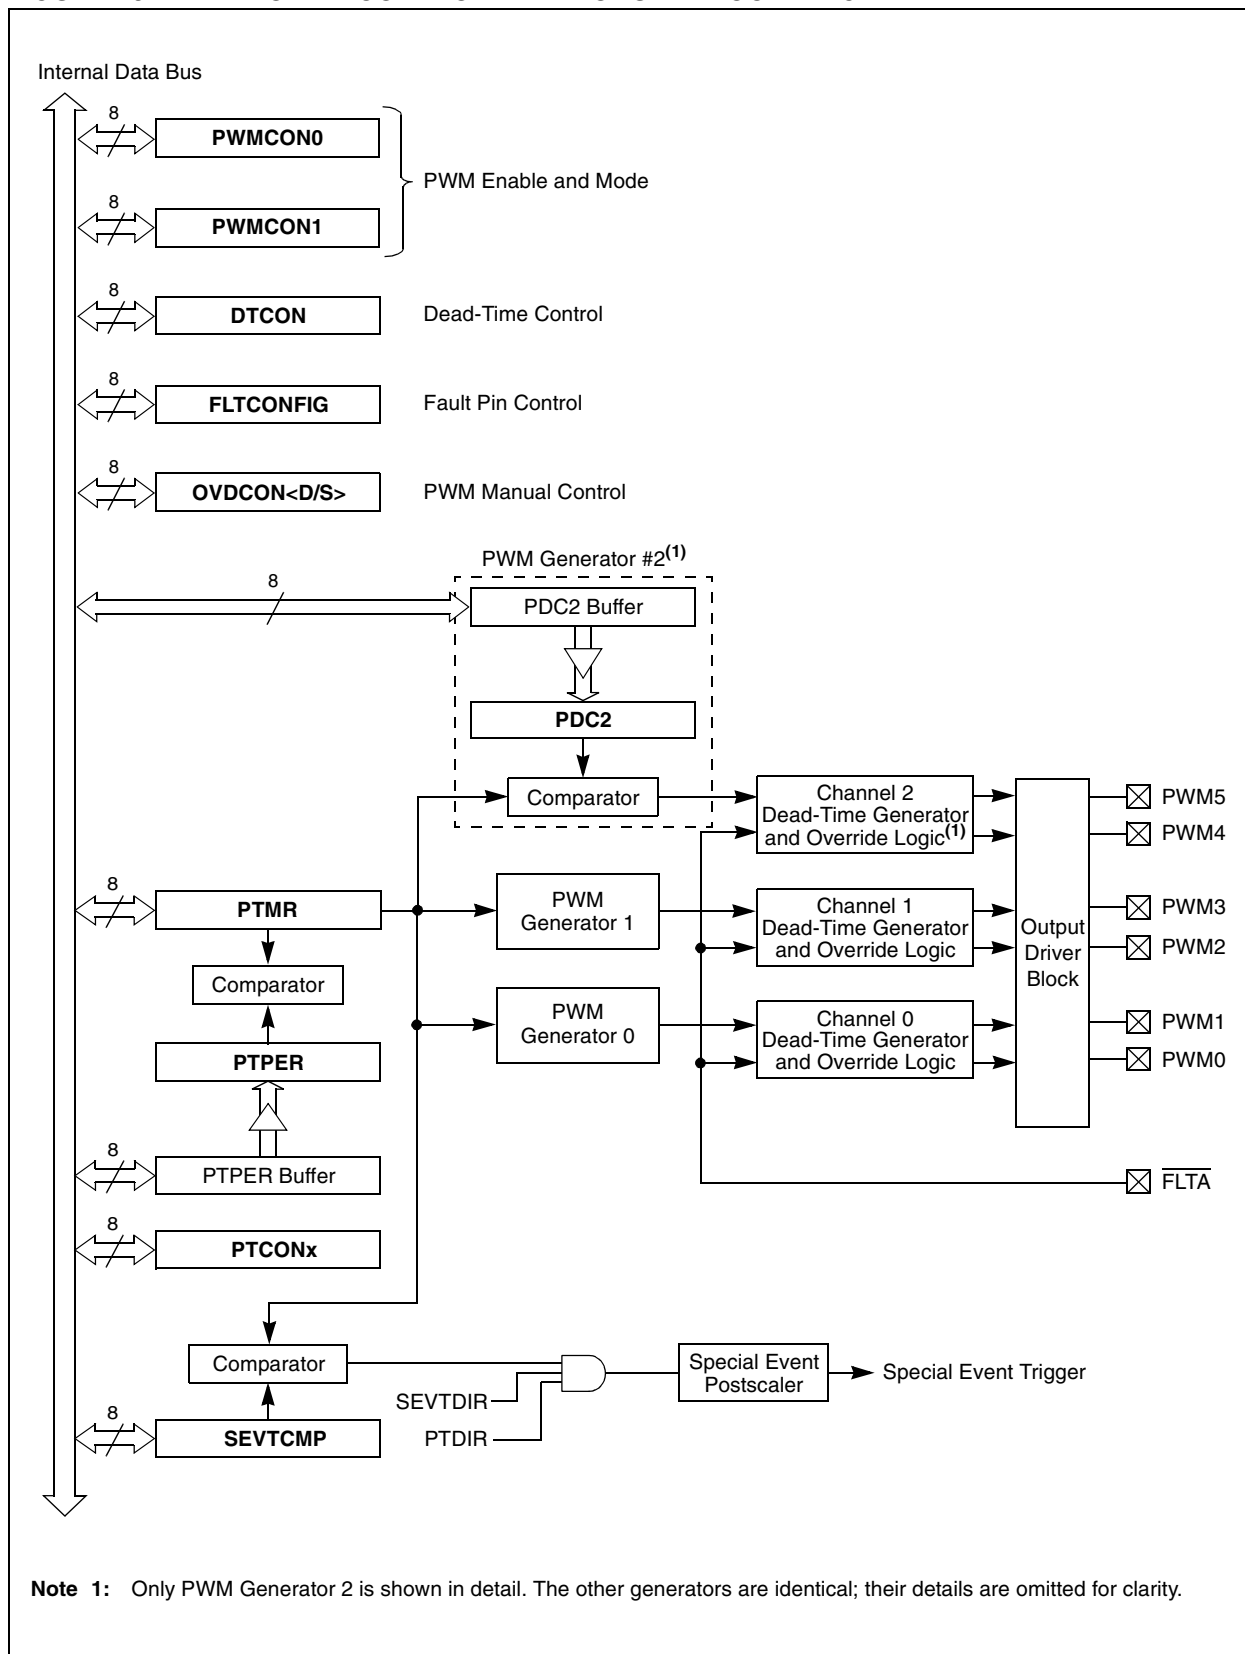 Internal Data Bus
8
PWMCON0
PWM Enable and Mode
8
PWMCON1
8
DTCON
Dead-Time Control
8
FLTCONFIG
Fault Pin Control
8
OVDCON<D/S>
PWM Manual Control
PWM Generator #2(1)
8
PDC2 Buffer
PDC2
Comparator
Channel 2
Dead-Time Generator
and Override Logic(1)
PWM5
PWM4
8
PTMR
PWM
Generator 1
Channel 1
Dead-Time Generator
and Override Logic
Output
Driver
Block
PWM3
PWM2
Comparator
PWM
Generator 0
Channel 0
Dead-Time Generator
and Override Logic
PWM1
PWM0
PTPER
8
PTPER Buffer
FLTA
8
PTCONx
Comparator
Special Event
Postscaler
Special Event Trigger
SEVTDIR
8
SEVTCMP
PTDIR
Note 1: Only PWM Generator 2 is shown in detail. The other generators are identical; their details are omitted for clarity.